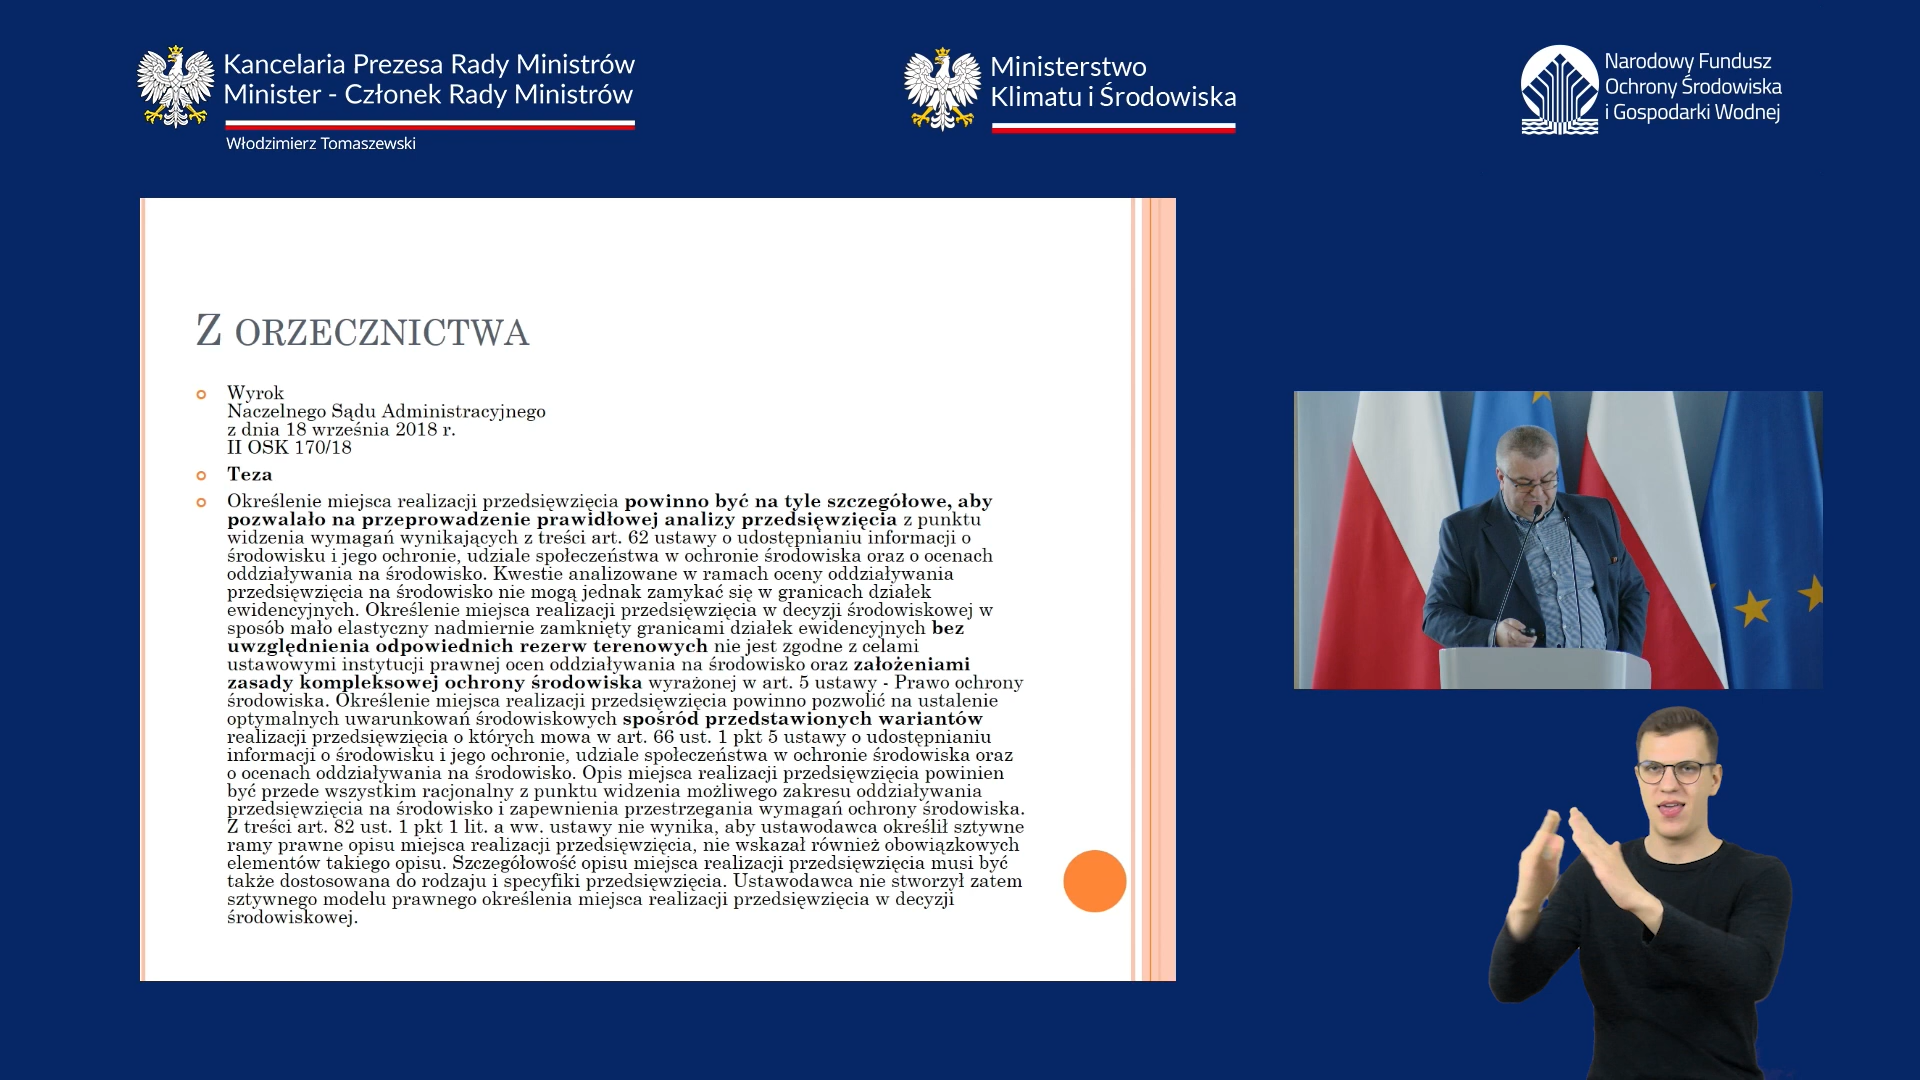 Kancelaria Prezesa Rady Ministrów
Minister - Członek Rady Ministrów
Włodzimierz Tomaszewski
Ministerstwo
Klimatu i Środowiska
Narodowy Fundusz
Ochrony Środowiska
i Gospodarki Wodnej
Z ORZECZNICTWA
Wyrok
Naczelnego Sądu Administracyjnego
z dnia 18 września 2018 r.
II OSK 170/18
Teza
Określenie miejsca realizacji przedsięwzięcia powinno być na tyle szczegółowe, aby
pozwalało na przeprowadzenie prawidłowej analizy przedsięwzięcia z punktu
widzenia wymagań wynikających z treści art. 62 ustawy o udostępnianiu informacji o
środowisku i jego ochronie, udziale społeczeństwa w ochronie środowiska oraz o ocenach
oddziaływania na środowisko. Kwestie analizowane w ramach oceny oddziaływania
przedsięwzięcia na środowisko nie mogą jednak zamykać się w granicach działek
ewidencyjnych. Określenie miejsca realizacji przedsięwzięcia w decyzji środowiskowej w
sposób mało elastyczny nadmiernie zamknięty granicami działek ewidencyjnych bez
uwzględnienia odpowiednich rezerw terenowych nie jest zgodne z celami
ustawowymi instytucji prawnej ocen oddziaływania na środowisko oraz założeniami
zasady kompleksowej ochrony środowiska wyrażonej w art. 5 ustawy - Prawo ochrony
środowiska. Określenie miejsca realizacji przedsięwzięcia powinno pozwolić na ustalenie
optymalnych uwarunkowań środowiskowych spośród przedstawionych wariantów
realizacji przedsięwzięcia o których mowa w art. 66 ust. 1 pkt 5 ustawy o udostępnianiu
informacji o środowisku i jego ochronie, udziale społeczeństwa w ochronie środowiska oraz
o ocenach oddziaływania na środowisko. Opis miejsca realizacji przedsięwzięcia powinien
być przede wszystkim racjonalny z punktu widzenia możliwego zakresu oddziaływania
przedsięwzięcia na środowisko i zapewnienia przestrzegania wymagań ochrony środowiska.
Z treści art. 82 ust. 1 pkt 1 lit. a ww. ustawy nie wynika, aby ustawodawca określił sztywne
ramy prawne opisu miejsca realizacji przedsięwzięcia, nie wskazał również obowiązkowych
elementów takiego opisu. Szczegółowość opisu miejsca realizacji przedsięwzięcia musi być
także dostosowana do rodzaju i specyfiki przedsięwzięcia. Ustawodawca nie stworzył zatem
sztywnego modelu prawnego określenia miejsca realizacji przedsięwzięcia w decyzji
środowiskowej.